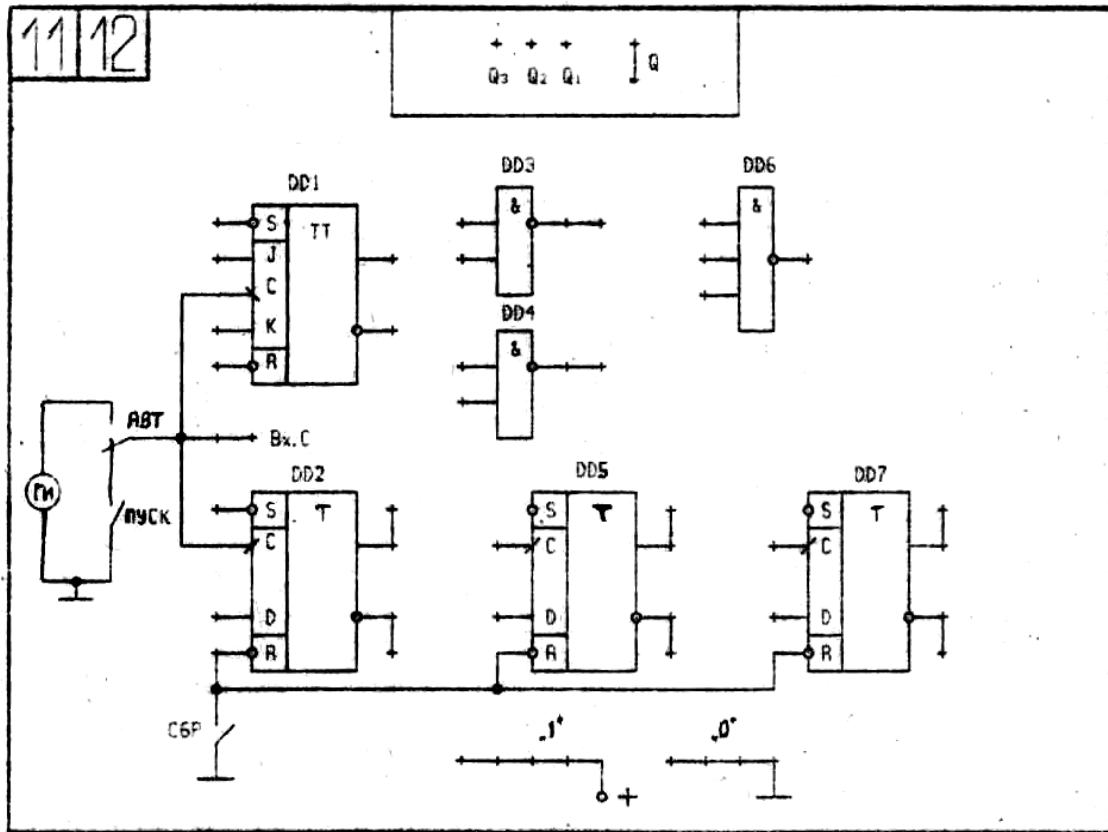 11 12
Q3 Q2 Q1 Q
DD1
S TT
J
C
K
R
DD3
&
DD6
&
DD4
&
АВТ
Вх.С
ГИ
ПУСК
DD2
S T
C
D
R
DD5
S T
C
D
R
DD7
S T
C
D
R
СБР
„1"
„0"
+